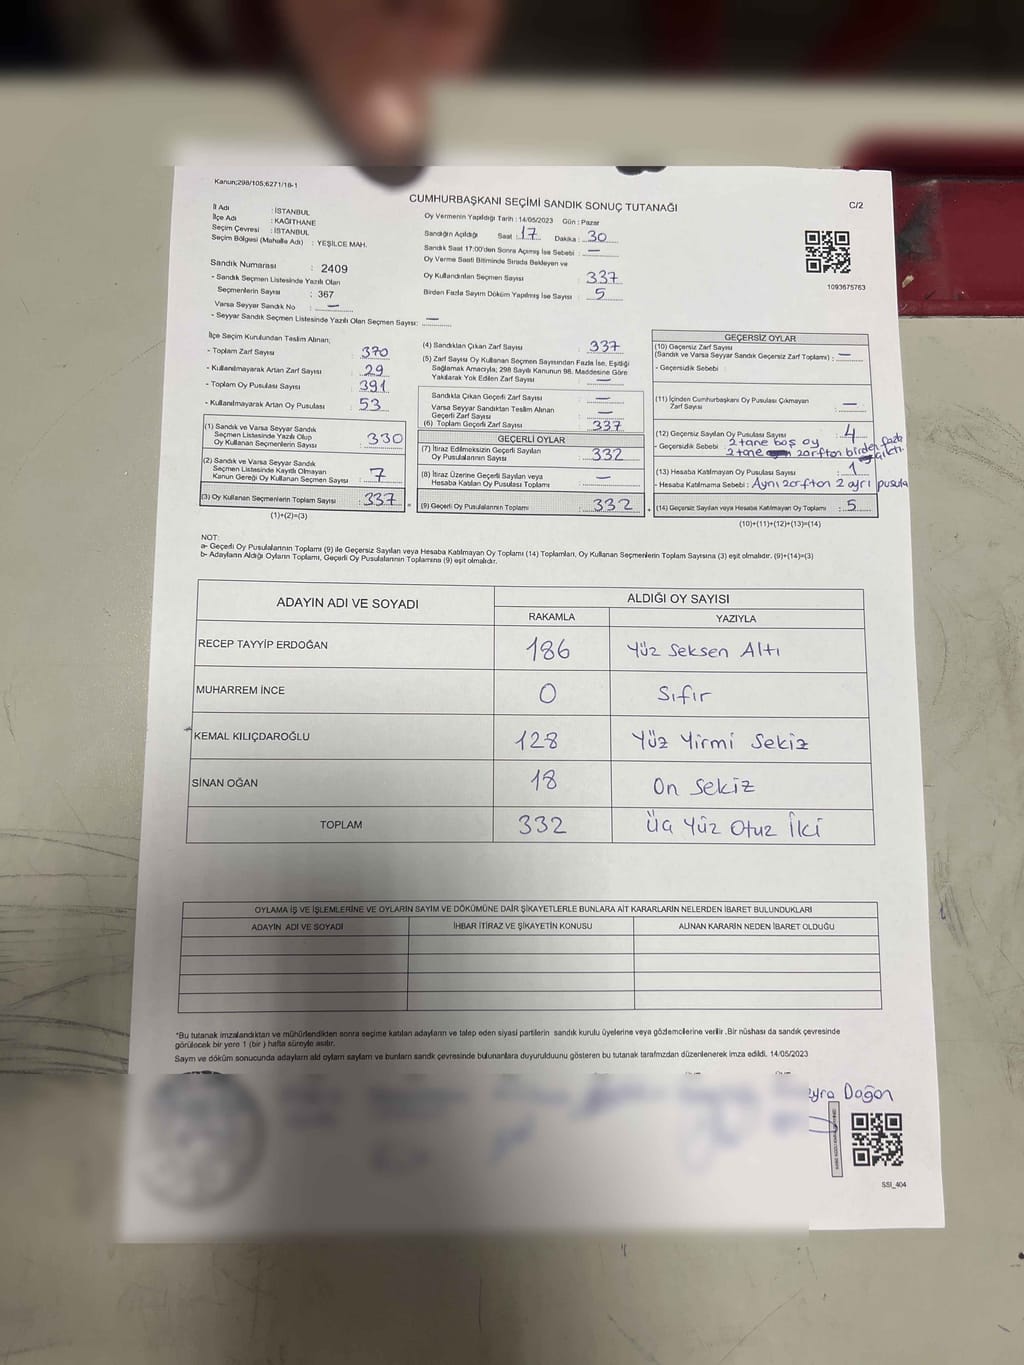 Kanun;298/105;6271/18-1
CUMHURBAŞKANI SEÇİMİ SANDIK SONUÇ TUTANAĞI
C/2
İl Adı : İSTANBUL
İlçe Adı : KAĞITHANE
Seçim Çevresi : İSTANBUL
Seçim Bölgesi (Mahalle Adı) : YEŞİLCE MAH.
Sandık Numarası : 2409
- Sandık Seçmen Listesinde Yazılı Olan
Seçmenlerin Sayısı : 367
Varsa Seyyar Sandık No : —
- Seyyar Sandık Seçmen Listesinde Yazılı Olan Seçmen Sayısı: —
Oy Vermenin Yapıldığı Tarih : 14/05/2023 Gün : Pazar
Sandığın Açıldığı Saat : 17 Dakika : 30
Sandık Saat 17:00'den Sonra Açılmış İse Sebebi : —
Oy Verme Saati Bitiminde Sırada Bekleyen ve
Oy Kullandırılan Seçmen Sayısı : 337
Birden Fazla Sayım Döküm Yapılmış İse Sayısı : 5
1093675763
İlçe Seçim Kurulundan Teslim Alınan;
- Toplam Zarf Sayısı : 370
- Kullanılmayarak Artan Zarf Sayısı : 29
- Toplam Oy Pusulası Sayısı : 391
- Kullanılmayarak Artan Oy Pusulası : 53
(1) Sandık ve Varsa Seyyar Sandık
Seçmen Listesinde Yazılı Olup
Oy Kullanan Seçmenlerin Sayısı : 330
(2) Sandık ve Varsa Seyyar Sandık
Seçmen Listesinde Kayıtlı Olmayan
Kanun Gereği Oy Kullanan Seçmen Sayısı : 7
(3) Oy Kullanan Seçmenlerin Toplam Sayısı : 337
(1)+(2)=(3)
(4) Sandıktan Çıkan Zarf Sayısı : 337
(5) Zarf Sayısı Oy Kullanan Seçmen Sayısından Fazla İse, Eşitliği
Sağlamak Amacıyla; 298 Sayılı Kanunun 98. Maddesine Göre
Yakılarak Yok Edilen Zarf Sayısı : —
Sandıkta Çıkan Geçerli Zarf Sayısı : —
Varsa Seyyar Sandıktan Teslim Alınan
Geçerli Zarf Sayısı : —
(6) Toplam Geçerli Zarf Sayısı : 337
GEÇERLİ OYLAR
(7) İtiraz Edilmeksizin Geçerli Sayılan
Oy Pusulalarının Sayısı : 332
(8) İtiraz Üzerine Geçerli Sayılan veya
Hesaba Katılan Oy Pusulası Toplamı : —
(9) Geçerli Oy Pusulalarının Toplamı : 332
GEÇERSİZ OYLAR
(10) Geçersiz Zarf Sayısı
(Sandık ve Varsa Seyyar Sandık Geçersiz Zarf Toplamı) : —
- Geçersizlik Sebebi :
(11) İçinden Cumhurbaşkanı Oy Pusulası Çıkmayan
Zarf Sayısı : —
(12) Geçersiz Sayılan Oy Pusulası Sayısı : 4
- Geçersizlik Sebebi : 2 tane boş oy
2 tane zarftan birden fazla çıktı.
(13) Hesaba Katılmayan Oy Pusulası Sayısı : 1
- Hesaba Katılmama Sebebi : Aynı zarftan 2 ayrı pusula
(14) Geçersiz Sayılan veya Hesaba Katılmayan Oy Toplamı : 5
(10)+(11)+(12)+(13)=(14)
NOT:
a- Geçerli Oy Pusulalarının Toplamı (9) ile Geçersiz Sayılan veya Hesaba Katılmayan Oy Toplamı (14) Toplamları, Oy Kullanan Seçmenlerin Toplam Sayısına (3) eşit olmalıdır. (9)+(14)=(3)
b- Adayların Aldığı Oyların Toplamı, Geçerli Oy Pusulalarının Toplamına (9) eşit olmalıdır.
ADAYIN ADI VE SOYADI
ALDIĞI OY SAYISI
RAKAMLA YAZIYLA
RECEP TAYYİP ERDOĞAN 186 Yüz Seksen Altı
MUHARREM İNCE 0 Sıfır
KEMAL KILIÇDAROĞLU 128 Yüz Yirmi Sekiz
SİNAN OĞAN 18 On Sekiz
TOPLAM 332 Üç Yüz Otuz İki
OYLAMA İŞ VE İŞLEMLERİNE VE OYLARIN SAYIM VE DÖKÜMÜNE DAİR ŞİKAYETLERLE BUNLARA AİT KARARLARIN NELERDEN İBARET BULUNDUKLARI
ADAYIN ADI VE SOYADI İHBAR İTİRAZ VE ŞİKAYETİN KONUSU ALINAN KARARIN NEDEN İBARET OLDUĞU
*Bu tutanak imzalandıktan ve mühürlendikten sonra seçime katılan adayların ve talep eden siyasi partilerin sandık kurulu üyelerine veya gözlemcilerine verilir .Bir nüshası da sandık çevresinde
görülecek bir yere 1 (bir ) hafta süreyle asılır.
Sayım ve döküm sonucunda adayların ald oyların sayların ve bunların sandk çevresinde bulunanlara duyurulduunu gösteren bu tutanak tarafmzdan düzenlenerek imza edildi. 14/05/2023
eyra Doğan
SSI_404